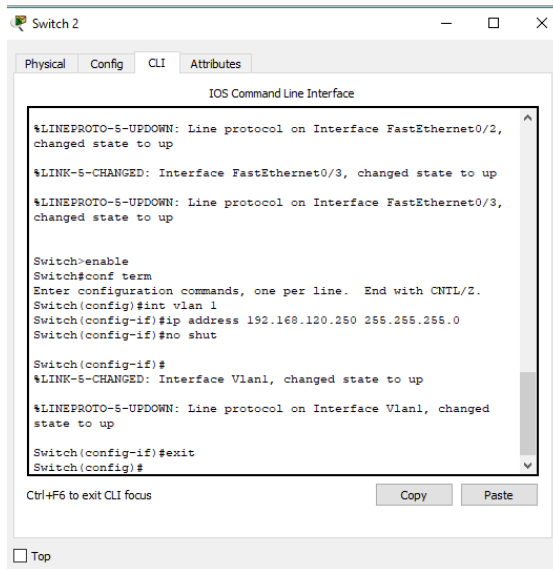 Switch 2
Physical Config CLI Attributes
IOS Command Line Interface
%LINEPROTO-5-UPDOWN: Line protocol on Interface FastEthernet0/2,
changed state to up
%LINK-5-CHANGED: Interface FastEthernet0/3, changed state to up
%LINEPROTO-5-UPDOWN: Line protocol on Interface FastEthernet0/3,
changed state to up
Switch>enable
Switch#conf term
Enter configuration commands, one per line.  End with CNTL/Z.
Switch(config)#int vlan 1
Switch(config-if)#ip address 192.168.120.250 255.255.255.0
Switch(config-if)#no shut
Switch(config-if)#
%LINK-5-CHANGED: Interface Vlan1, changed state to up
%LINEPROTO-5-UPDOWN: Line protocol on Interface Vlan1, changed
state to up
Switch(config-if)#exit
Switch(config)#
Ctrl+F6 to exit CLI focus
Copy Paste
Top